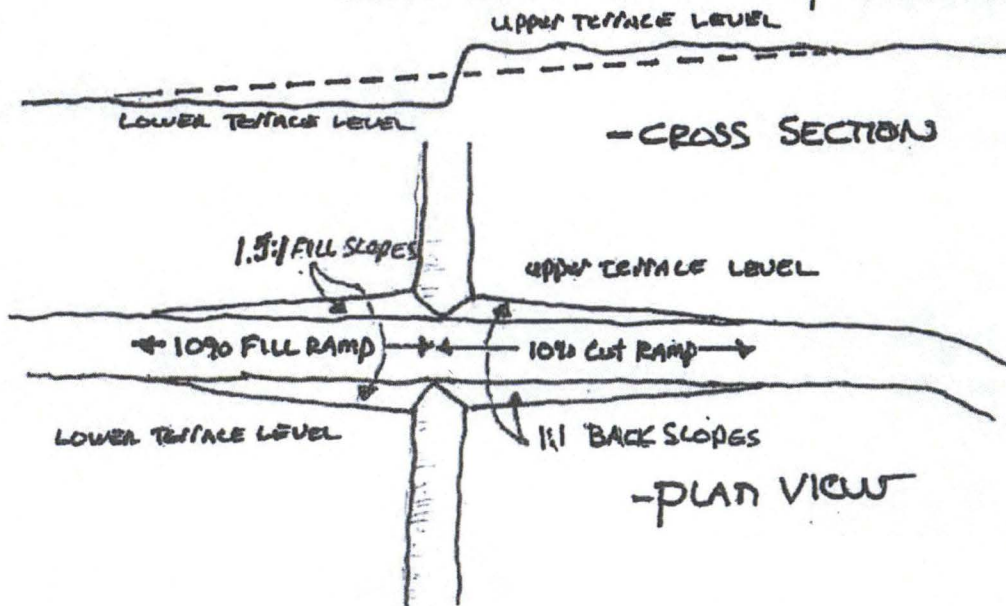 UPPER TERRACE LEVEL
LOWER TERRACE LEVEL
-CROSS SECTION
1.5:1 FILL SLOPES
UPPER TERRACE LEVEL
10% FILL RAMP
10% CUT RAMP
LOWER TERRACE LEVEL
1:1 BACK SLOPES
-PLAN VIEW